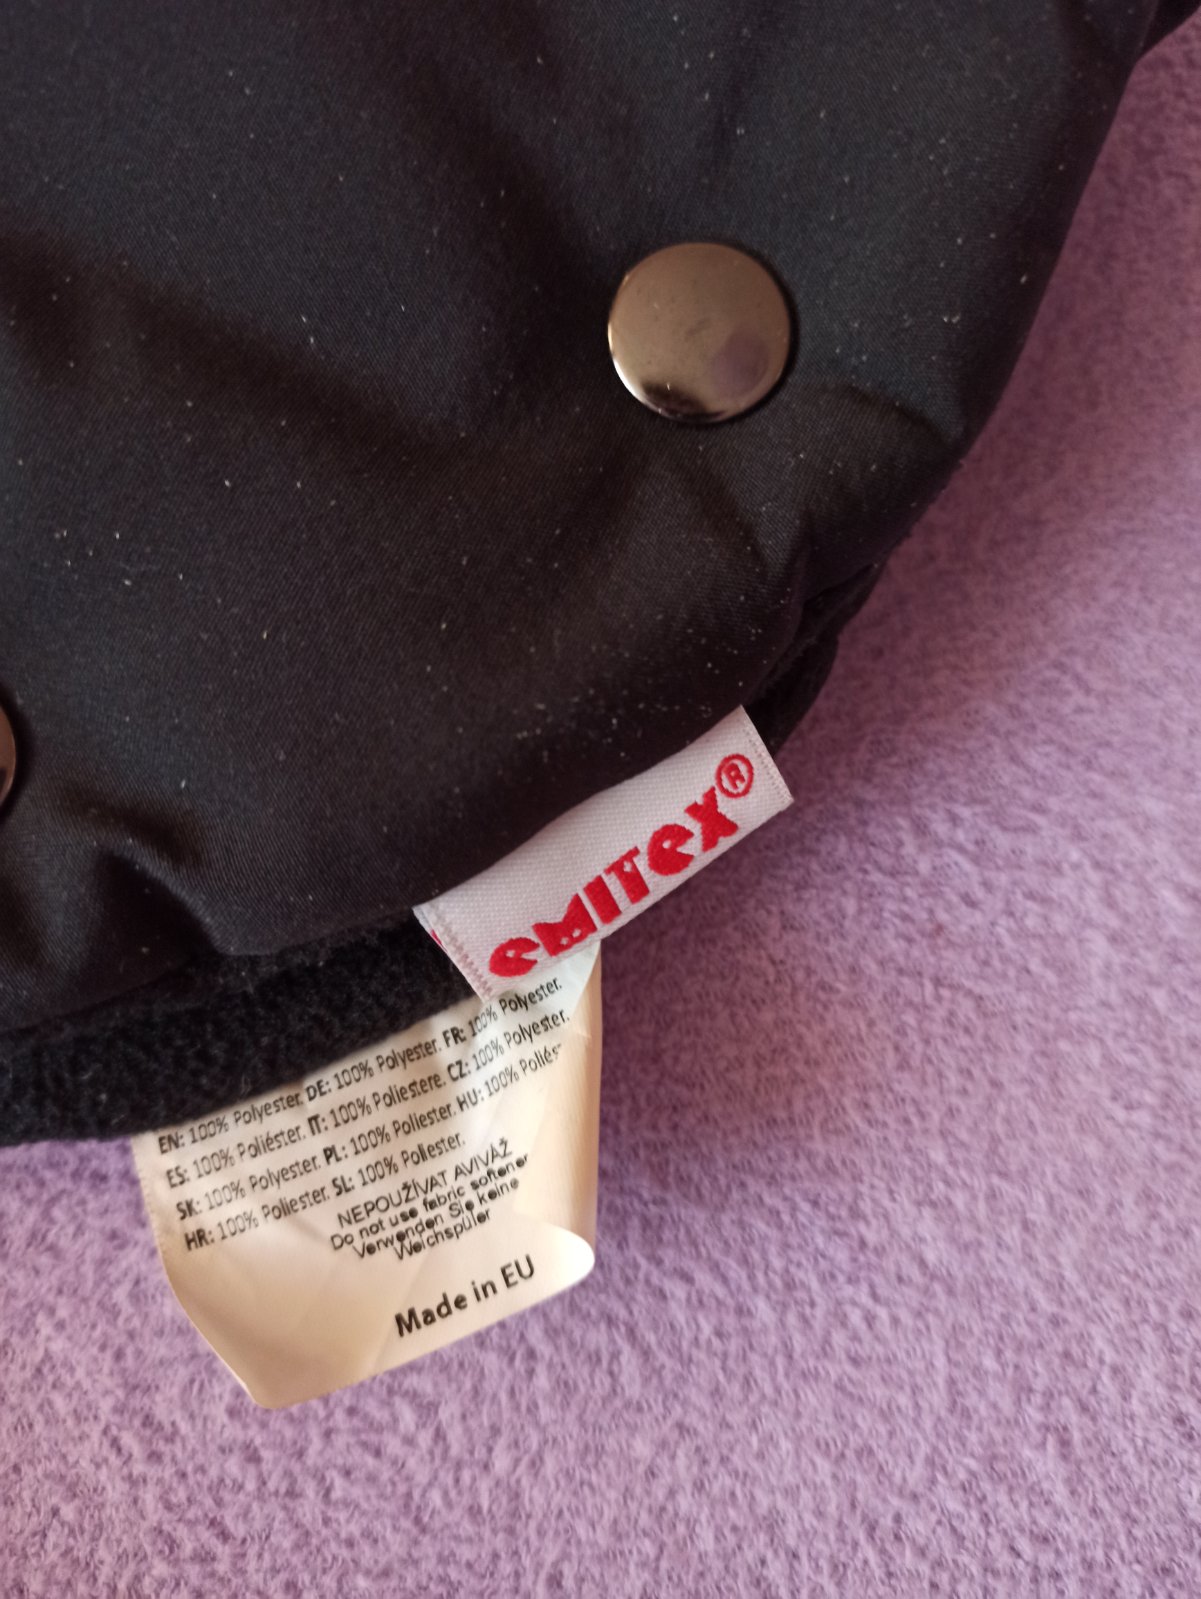 emitex®
EN: 100% Polyester. DE: 100% Polyester. FR: 100% Polyester.
ES: 100% Poliéster. IT: 100% Poliestere. CZ: 100% Polyester.
SK: 100% Polyester. PL: 100% Poliester. HU: 100% Poliés
HR: 100% Poliester. SL: 100% Poliester.
NEPOUŽÍVAT AVIVÁŽ
Do not use fabric softener
Verwenden Sie keine
Weichspüler
Made in EU